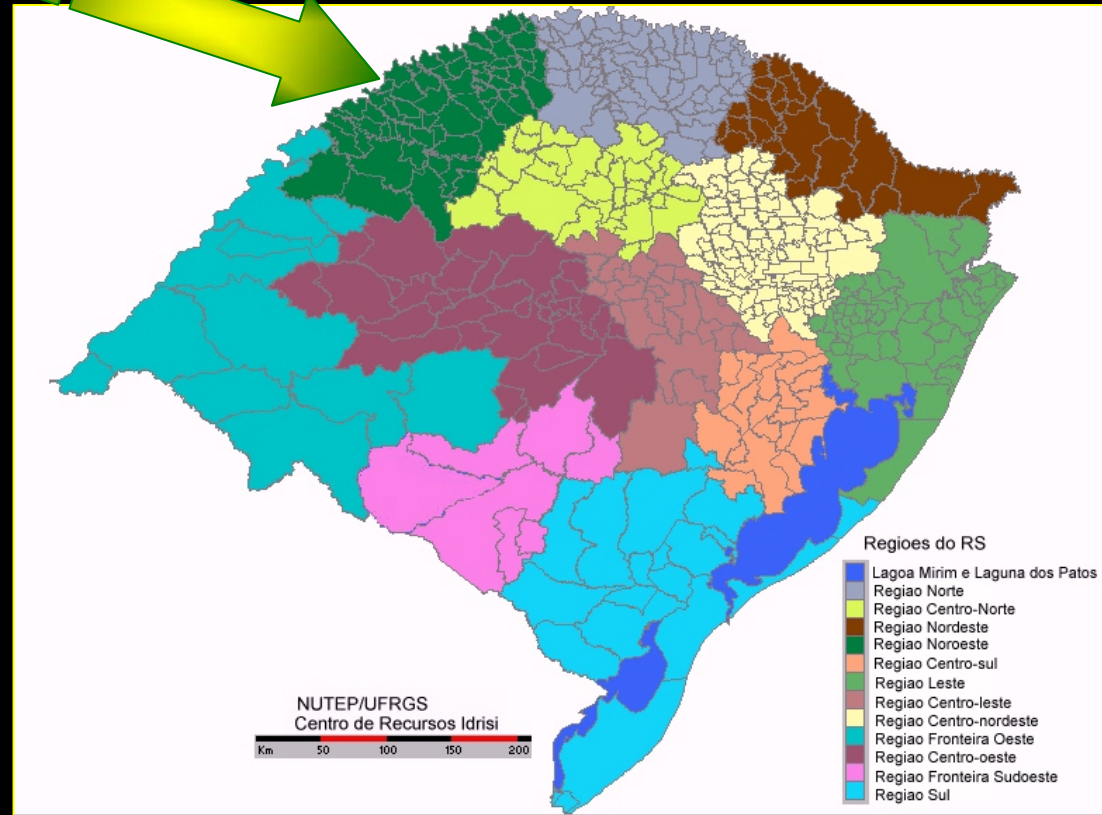 Regioes do RS
Lagoa Mirim e Laguna dos Patos
Regiao Norte
Regiao Centro-Norte
Regiao Nordeste
Regiao Noroeste
Regiao Centro-sul
Regiao Leste
Regiao Centro-leste
Regiao Centro-nordeste
Regiao Fronteira Oeste
Regiao Centro-oeste
Regiao Fronteira Sudoeste
Regiao Sul
NUTEP/UFRGS
Centro de Recursos Idrisi
Km 50 100 150 200